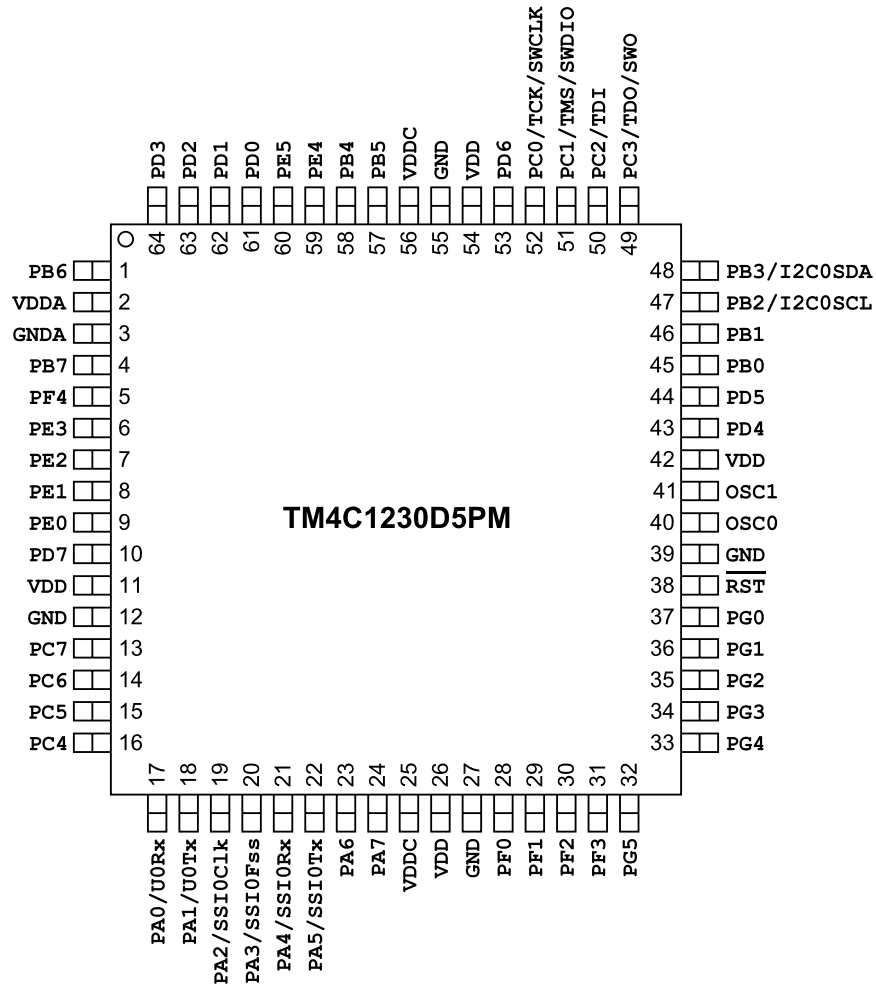 PD3
PD2
PD1
PD0
PE5
PE4
PB4
PB5
VDDC
GND
VDD
PD6
PC0/TCK/SWCLK
PC1/TMS/SWDIO
PC2/TDI
PC3/TDO/SWO
64
63
62
61
60
59
58
57
56
55
54
53
52
51
50
49
PB6 1
VDDA 2
GNDA 3
PB7 4
PF4 5
PE3 6
PE2 7
PE1 8
PE0 9
PD7 10
VDD 11
GND 12
PC7 13
PC6 14
PC5 15
PC4 16
TM4C1230D5PM
48 PB3/I2C0SDA
47 PB2/I2C0SCL
46 PB1
45 PB0
44 PD5
43 PD4
42 VDD
41 OSC1
40 OSC0
39 GND
38 RST
37 PG0
36 PG1
35 PG2
34 PG3
33 PG4
17
18
19
20
21
22
23
24
25
26
27
28
29
30
31
32
PA0/U0Rx
PA1/U0Tx
PA2/SSI0Clk
PA3/SSI0Fss
PA4/SSI0Rx
PA5/SSI0Tx
PA6
PA7
VDDC
VDD
GND
PF0
PF1
PF2
PF3
PG5